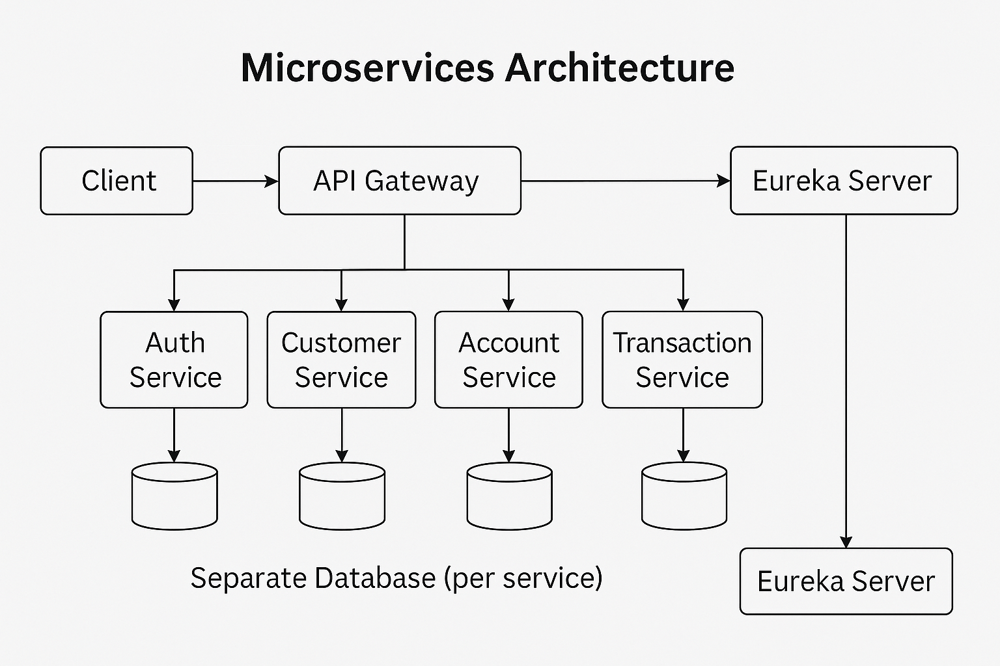 Microservices Architecture
Client
API Gateway
Eureka Server
Auth
Service
Customer
Service
Account
Service
Transaction
Service
Separate Database (per service)
Eureka Server